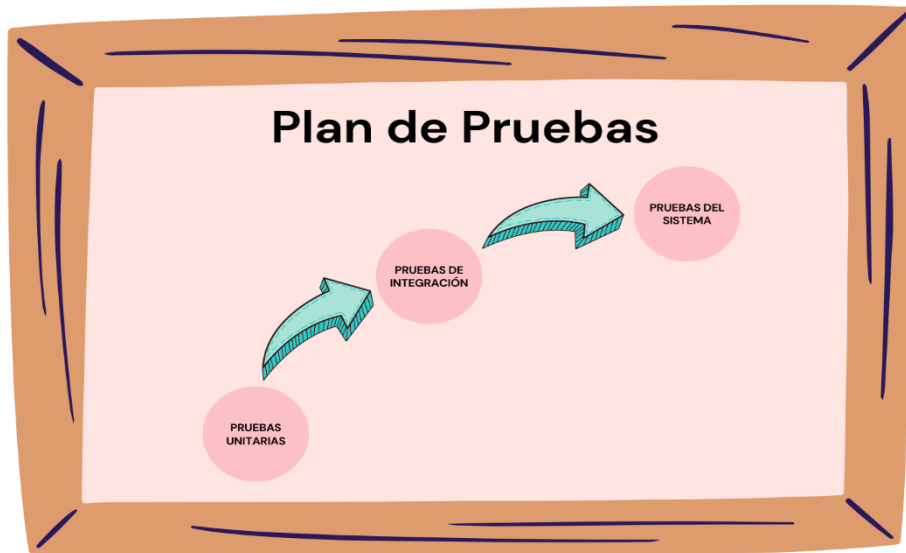 Plan de Pruebas
PRUEBAS DEL
SISTEMA
PRUEBAS DE
INTEGRACIÓN
PRUEBAS
UNITARIAS